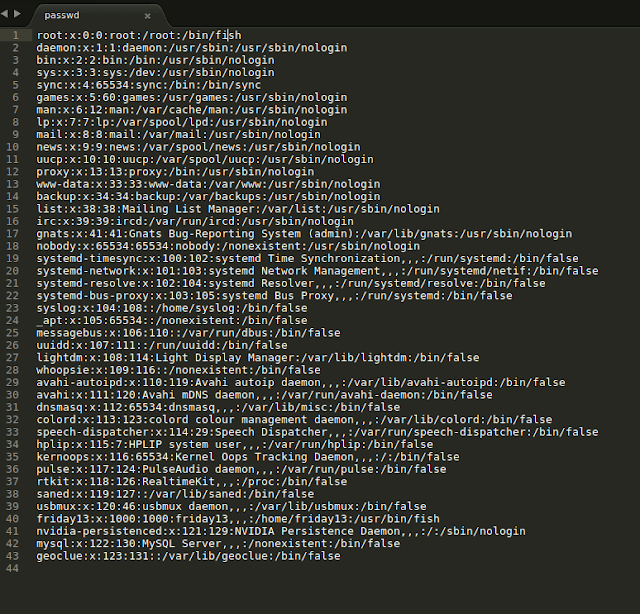 passwd
1 root:x:0:0:root:/root:/bin/fish
2 daemon:x:1:1:daemon:/usr/sbin:/usr/sbin/nologin
3 bin:x:2:2:bin:/bin:/usr/sbin/nologin
4 sys:x:3:3:sys:/dev:/usr/sbin/nologin
5 sync:x:4:65534:sync:/bin:/bin/sync
6 games:x:5:60:games:/usr/games:/usr/sbin/nologin
7 man:x:6:12:man:/var/cache/man:/usr/sbin/nologin
8 lp:x:7:7:lp:/var/spool/lpd:/usr/sbin/nologin
9 mail:x:8:8:mail:/var/mail:/usr/sbin/nologin
10 news:x:9:9:news:/var/spool/news:/usr/sbin/nologin
11 uucp:x:10:10:uucp:/var/spool/uucp:/usr/sbin/nologin
12 proxy:x:13:13:proxy:/bin:/usr/sbin/nologin
13 www-data:x:33:33:www-data:/var/www:/usr/sbin/nologin
14 backup:x:34:34:backup:/var/backups:/usr/sbin/nologin
15 list:x:38:38:Mailing List Manager:/var/list:/usr/sbin/nologin
16 irc:x:39:39:ircd:/var/run/ircd:/usr/sbin/nologin
17 gnats:x:41:41:Gnats Bug-Reporting System (admin):/var/lib/gnats:/usr/sbin/nologin
18 nobody:x:65534:65534:nobody:/nonexistent:/usr/sbin/nologin
19 systemd-timesync:x:100:102:systemd Time Synchronization,,,:/run/systemd:/bin/false
20 systemd-network:x:101:103:systemd Network Management,,,:/run/systemd/netif:/bin/false
21 systemd-resolve:x:102:104:systemd Resolver,,,:/run/systemd/resolve:/bin/false
22 systemd-bus-proxy:x:103:105:systemd Bus Proxy,,,:/run/systemd:/bin/false
23 syslog:x:104:108::/home/syslog:/bin/false
24 _apt:x:105:65534::/nonexistent:/bin/false
25 messagebus:x:106:110::/var/run/dbus:/bin/false
26 uuidd:x:107:111::/run/uuidd:/bin/false
27 lightdm:x:108:114:Light Display Manager:/var/lib/lightdm:/bin/false
28 whoopsie:x:109:116::/nonexistent:/bin/false
29 avahi-autoipd:x:110:119:Avahi autoip daemon,,,:/var/lib/avahi-autoipd:/bin/false
30 avahi:x:111:120:Avahi mDNS daemon,,,:/var/run/avahi-daemon:/bin/false
31 dnsmasq:x:112:65534:dnsmasq,,,:/var/lib/misc:/bin/false
32 colord:x:113:123:colord colour management daemon,,,:/var/lib/colord:/bin/false
33 speech-dispatcher:x:114:29:Speech Dispatcher,,,:/var/run/speech-dispatcher:/bin/false
34 hplip:x:115:7:HPLIP system user,,,:/var/run/hplip:/bin/false
35 kernoops:x:116:65534:Kernel Oops Tracking Daemon,,,:/:/bin/false
36 pulse:x:117:124:PulseAudio daemon,,,:/var/run/pulse:/bin/false
37 rtkit:x:118:126:RealtimeKit,,,:/proc:/bin/false
38 saned:x:119:127::/var/lib/saned:/bin/false
39 usbmux:x:120:46:usbmux daemon,,,:/var/lib/usbmux:/bin/false
40 friday13:x:1000:1000:friday13,,,:/home/friday13:/usr/bin/fish
41 nvidia-persistenced:x:121:129:NVIDIA Persistence Daemon,,,:/:/sbin/nologin
42 mysql:x:122:130:MySQL Server,,,:/nonexistent:/bin/false
43 geoclue:x:123:131::/var/lib/geoclue:/bin/false
44